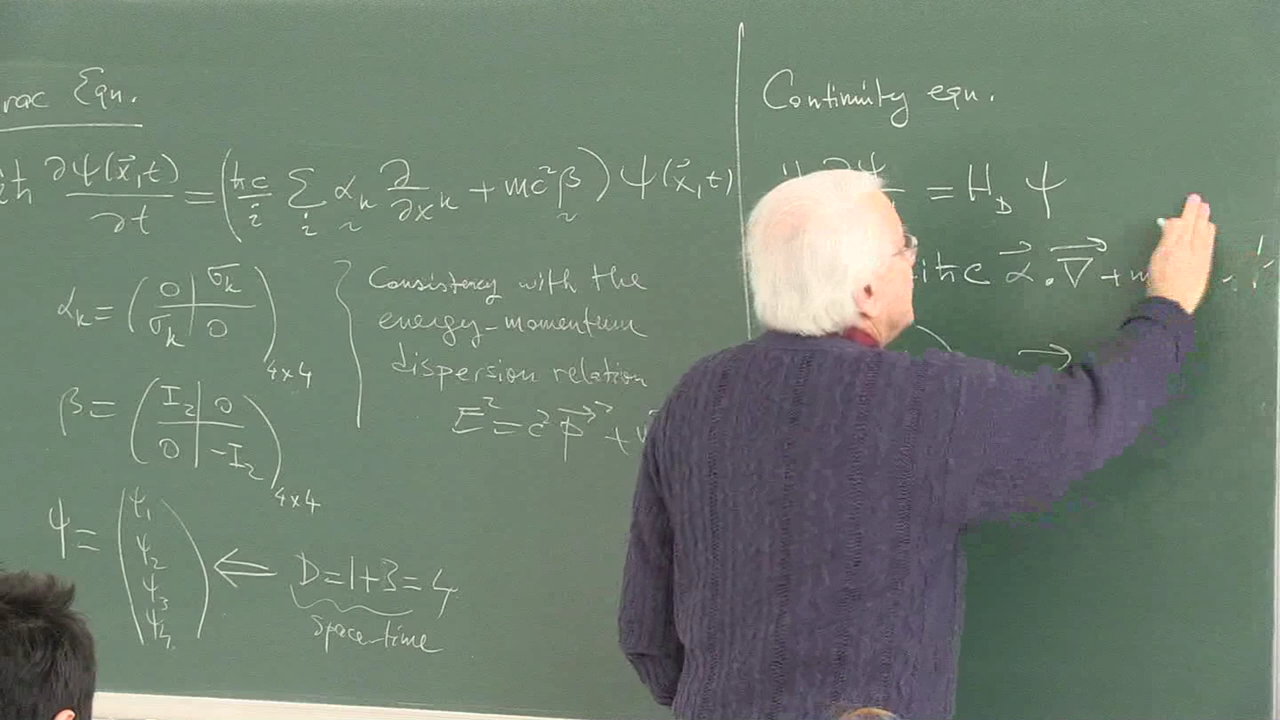 rac Eqn.
iħ ∂ψ(x⃗,t)/∂t = (ħc/i ∑_i α_k ∂/∂x^k + mc²β) ψ(x⃗,t)
α_k = (0 σ_k
σ_k 0)_{4×4}
Consistency with the
energy-momentum
dispersion relation
E² = c² p⃗² +
β = (I₂ 0
0 -I₂)_{4×4}
ψ = (ψ₁
ψ₂
ψ₃
ψ₄) ⇐ D=1+3=4
space-time
Continuity eqn.
∂ψ = H_D ψ
iħc α⃗·∇⃗ + m